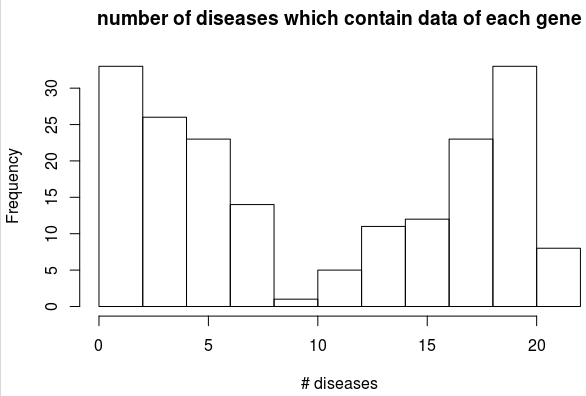 number of diseases which contain data of each gene
Frequency
30
25
20
15
10
5
0
0 5 10 15 20
# diseases